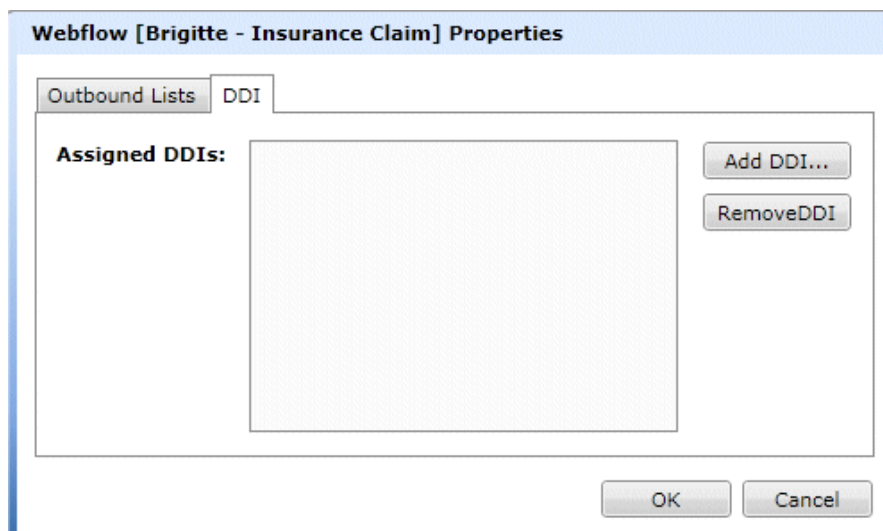 Webflow [Brigitte - Insurance Claim] Properties
Outbound Lists DDI
Assigned DDIs: Add DDI...
RemoveDDI
OK Cancel